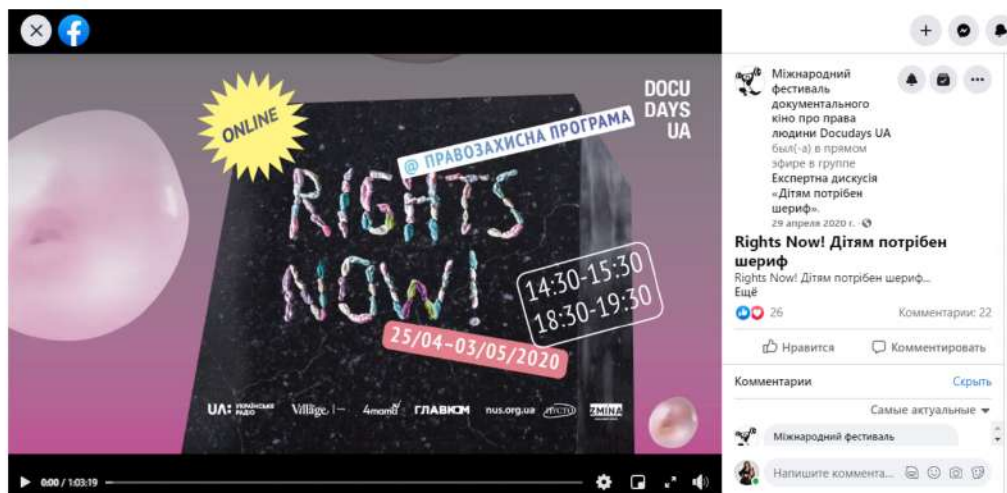 ONLINE
DOCU
DAYS
UA
@ ПРАВОЗАХИСНА ПРОГРАМА
RIGHTS
NOW!
14:30-15:30
18:30-19:30
25/04–03/05/2020
UA: УКРАЇНСЬКЕ РАДІО
Village
4mama
ГЛАВКОМ
nus.org.ua
ZMINA
0:00 / 1:03:19
Міжнародний
фестиваль
документального
кіно про права
людини Docudays UA
был(-а) в прямом
эфире в группе
Експертна дискусія
«Дітям потрібен
шериф».
29 апреля 2020 г. ·
Rights Now! Дітям потрібен
шериф
Rights Now! Дітям потрібен шериф...
Ещё
26
Комментарии: 22
Нравится
Комментировать
Комментарии
Скрыть
Самые актуальные
Міжнародний фестиваль
Напишите коммента...